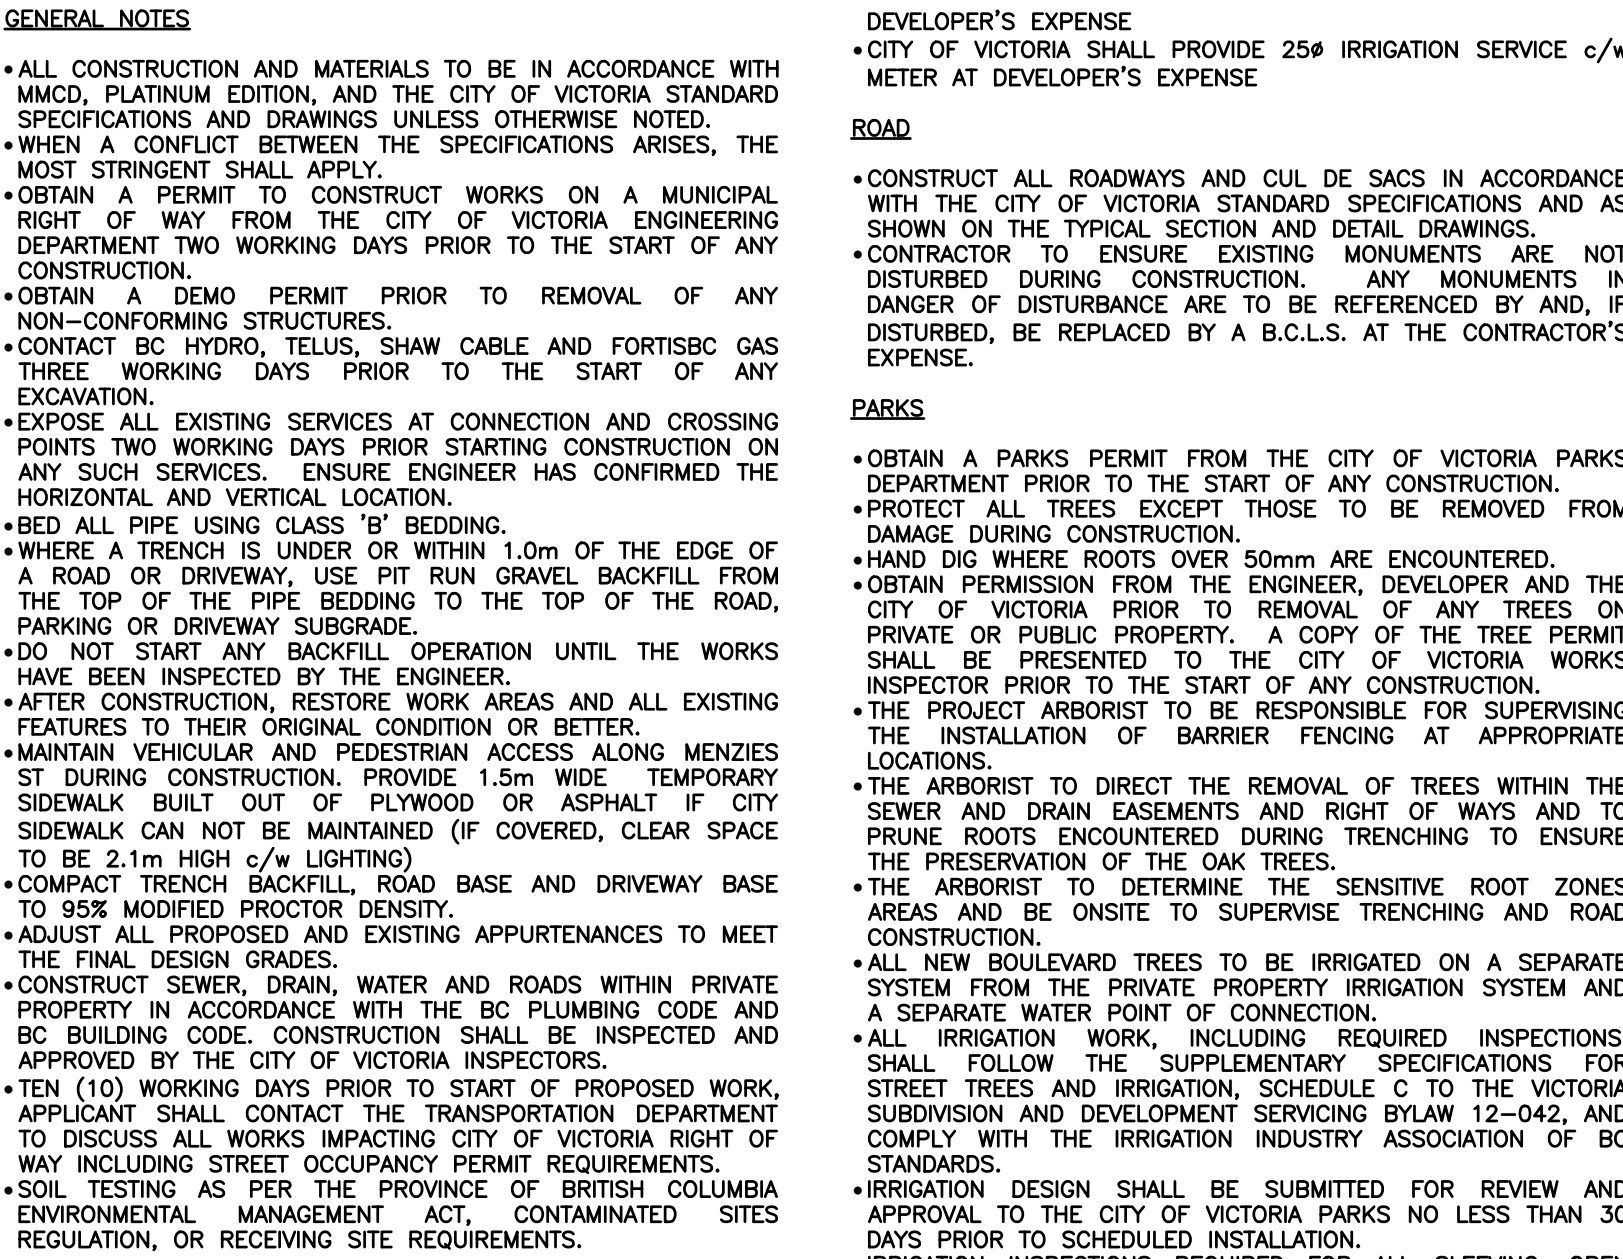 GENERAL NOTES
•ALL CONSTRUCTION AND MATERIALS TO BE IN ACCORDANCE WITH
MMCD, PLATINUM EDITION, AND THE CITY OF VICTORIA STANDARD
SPECIFICATIONS AND DRAWINGS UNLESS OTHERWISE NOTED.
•WHEN A CONFLICT BETWEEN THE SPECIFICATIONS ARISES, THE
MOST STRINGENT SHALL APPLY.
•OBTAIN A PERMIT TO CONSTRUCT WORKS ON A MUNICIPAL
RIGHT OF WAY FROM THE CITY OF VICTORIA ENGINEERING
DEPARTMENT TWO WORKING DAYS PRIOR TO THE START OF ANY
CONSTRUCTION.
•OBTAIN A DEMO PERMIT PRIOR TO REMOVAL OF ANY
NON-CONFORMING STRUCTURES.
•CONTACT BC HYDRO, TELUS, SHAW CABLE AND FORTISBC GAS
THREE WORKING DAYS PRIOR TO THE START OF ANY
EXCAVATION.
•EXPOSE ALL EXISTING SERVICES AT CONNECTION AND CROSSING
POINTS TWO WORKING DAYS PRIOR STARTING CONSTRUCTION ON
ANY SUCH SERVICES. ENSURE ENGINEER HAS CONFIRMED THE
HORIZONTAL AND VERTICAL LOCATION.
•BED ALL PIPE USING CLASS 'B' BEDDING.
•WHERE A TRENCH IS UNDER OR WITHIN 1.0m OF THE EDGE OF
A ROAD OR DRIVEWAY, USE PIT RUN GRAVEL BACKFILL FROM
THE TOP OF THE PIPE BEDDING TO THE TOP OF THE ROAD,
PARKING OR DRIVEWAY SUBGRADE.
•DO NOT START ANY BACKFILL OPERATION UNTIL THE WORKS
HAVE BEEN INSPECTED BY THE ENGINEER.
•AFTER CONSTRUCTION, RESTORE WORK AREAS AND ALL EXISTING
FEATURES TO THEIR ORIGINAL CONDITION OR BETTER.
•MAINTAIN VEHICULAR AND PEDESTRIAN ACCESS ALONG MENZIES
ST DURING CONSTRUCTION. PROVIDE 1.5m WIDE TEMPORARY
SIDEWALK BUILT OUT OF PLYWOOD OR ASPHALT IF CITY
SIDEWALK CAN NOT BE MAINTAINED (IF COVERED, CLEAR SPACE
TO BE 2.1m HIGH c/w LIGHTING)
•COMPACT TRENCH BACKFILL, ROAD BASE AND DRIVEWAY BASE
TO 95% MODIFIED PROCTOR DENSITY.
•ADJUST ALL PROPOSED AND EXISTING APPURTENANCES TO MEET
THE FINAL DESIGN GRADES.
•CONSTRUCT SEWER, DRAIN, WATER AND ROADS WITHIN PRIVATE
PROPERTY IN ACCORDANCE WITH THE BC PLUMBING CODE AND
BC BUILDING CODE. CONSTRUCTION SHALL BE INSPECTED AND
APPROVED BY THE CITY OF VICTORIA INSPECTORS.
•TEN (10) WORKING DAYS PRIOR TO START OF PROPOSED WORK,
APPLICANT SHALL CONTACT THE TRANSPORTATION DEPARTMENT
TO DISCUSS ALL WORKS IMPACTING CITY OF VICTORIA RIGHT OF
WAY INCLUDING STREET OCCUPANCY PERMIT REQUIREMENTS.
•SOIL TESTING AS PER THE PROVINCE OF BRITISH COLUMBIA
ENVIRONMENTAL MANAGEMENT ACT, CONTAMINATED SITES
REGULATION, OR RECEIVING SITE REQUIREMENTS.
DEVELOPER'S EXPENSE
•CITY OF VICTORIA SHALL PROVIDE 25ø IRRIGATION SERVICE c/w
METER AT DEVELOPER'S EXPENSE
ROAD
•CONSTRUCT ALL ROADWAYS AND CUL DE SACS IN ACCORDANCE
WITH THE CITY OF VICTORIA STANDARD SPECIFICATIONS AND AS
SHOWN ON THE TYPICAL SECTION AND DETAIL DRAWINGS.
•CONTRACTOR TO ENSURE EXISTING MONUMENTS ARE NOT
DISTURBED DURING CONSTRUCTION. ANY MONUMENTS IN
DANGER OF DISTURBANCE ARE TO BE REFERENCED BY AND, IF
DISTURBED, BE REPLACED BY A B.C.L.S. AT THE CONTRACTOR'S
EXPENSE.
PARKS
•OBTAIN A PARKS PERMIT FROM THE CITY OF VICTORIA PARKS
DEPARTMENT PRIOR TO THE START OF ANY CONSTRUCTION.
•PROTECT ALL TREES EXCEPT THOSE TO BE REMOVED FROM
DAMAGE DURING CONSTRUCTION.
•HAND DIG WHERE ROOTS OVER 50mm ARE ENCOUNTERED.
•OBTAIN PERMISSION FROM THE ENGINEER, DEVELOPER AND THE
CITY OF VICTORIA PRIOR TO REMOVAL OF ANY TREES ON
PRIVATE OR PUBLIC PROPERTY. A COPY OF THE TREE PERMIT
SHALL BE PRESENTED TO THE CITY OF VICTORIA WORKS
INSPECTOR PRIOR TO THE START OF ANY CONSTRUCTION.
•THE PROJECT ARBORIST TO BE RESPONSIBLE FOR SUPERVISING
THE INSTALLATION OF BARRIER FENCING AT APPROPRIATE
LOCATIONS.
•THE ARBORIST TO DIRECT THE REMOVAL OF TREES WITHIN THE
SEWER AND DRAIN EASEMENTS AND RIGHT OF WAYS AND TO
PRUNE ROOTS ENCOUNTERED DURING TRENCHING TO ENSURE
THE PRESERVATION OF THE OAK TREES.
•THE ARBORIST TO DETERMINE THE SENSITIVE ROOT ZONES
AREAS AND BE ONSITE TO SUPERVISE TRENCHING AND ROAD
CONSTRUCTION.
•ALL NEW BOULEVARD TREES TO BE IRRIGATED ON A SEPARATE
SYSTEM FROM THE PRIVATE PROPERTY IRRIGATION SYSTEM AND
A SEPARATE WATER POINT OF CONNECTION.
•ALL IRRIGATION WORK, INCLUDING REQUIRED INSPECTIONS
SHALL FOLLOW THE SUPPLEMENTARY SPECIFICATIONS FOR
STREET TREES AND IRRIGATION, SCHEDULE C TO THE VICTORIA
SUBDIVISION AND DEVELOPMENT SERVICING BYLAW 12-042, AND
COMPLY WITH THE IRRIGATION INDUSTRY ASSOCIATION OF BC
STANDARDS.
•IRRIGATION DESIGN SHALL BE SUBMITTED FOR REVIEW AND
APPROVAL TO THE CITY OF VICTORIA PARKS NO LESS THAN 30
DAYS PRIOR TO SCHEDULED INSTALLATION.